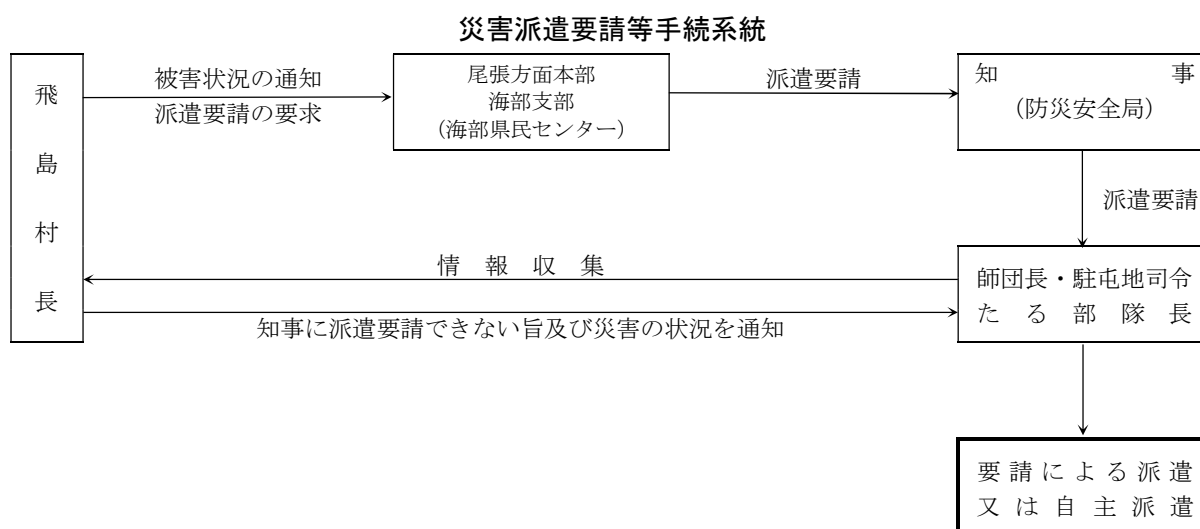 災害派遣要請等手続系統
飛島村長
被害状況の通知
派遣要請の要求
尾張方面本部
海部支部
（海部県民センター）
派遣要請
知事
（防災安全局）
派遣要請
情報収集
知事に派遣要請できない旨及び災害の状況を通知
師団長・駐屯地司令
たる部隊長
要請による派遣
又は自主派遣